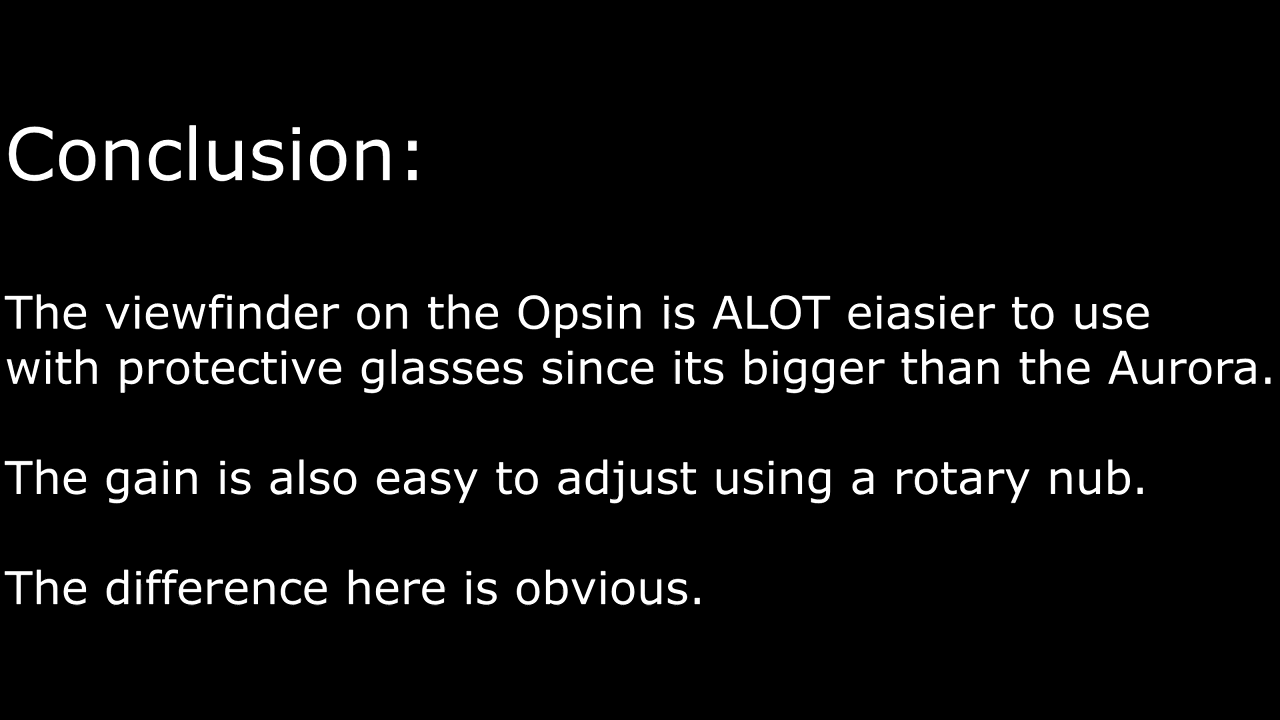 Conclusion:
The viewfinder on the Opsin is ALOT eiasier to use
with protective glasses since its bigger than the Aurora.
The gain is also easy to adjust using a rotary nub.
The difference here is obvious.